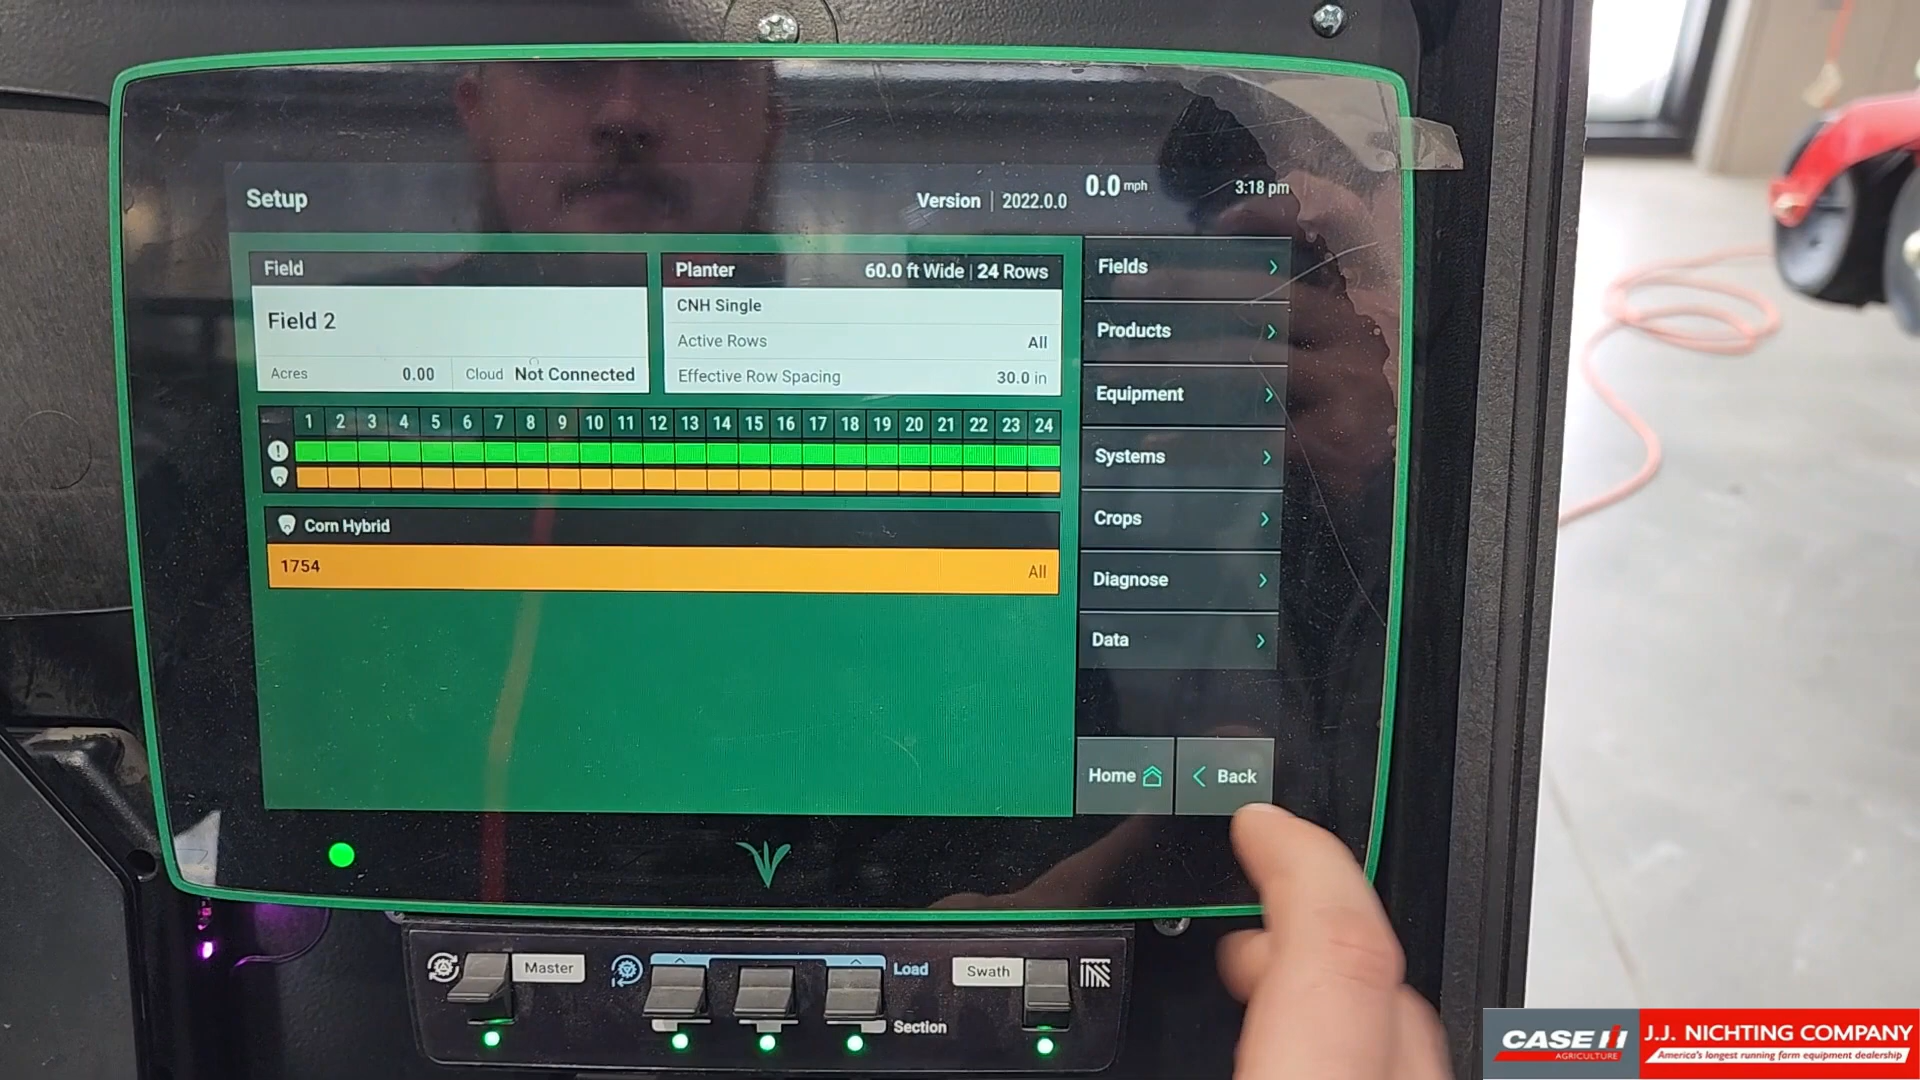 Setup
Version | 2022.0.0
0.0 mph
3:18 pm
Field
Field 2
Acres 0.00 Cloud Not Connected
Planter 60.0 ft Wide | 24 Rows
CNH Single
Active Rows All
Effective Row Spacing 30.0 in
1 2 3 4 5 6 7 8 9 10 11 12 13 14 15 16 17 18 19 20 21 22 23 24
Corn Hybrid
1754 All
Fields
Products
Equipment
Systems
Crops
Diagnose
Data
Home
Back
Master
Load
Section
Swath
CASE IH
AGRICULTURE
J.J. NICHTING COMPANY
America's longest running farm equipment dealership